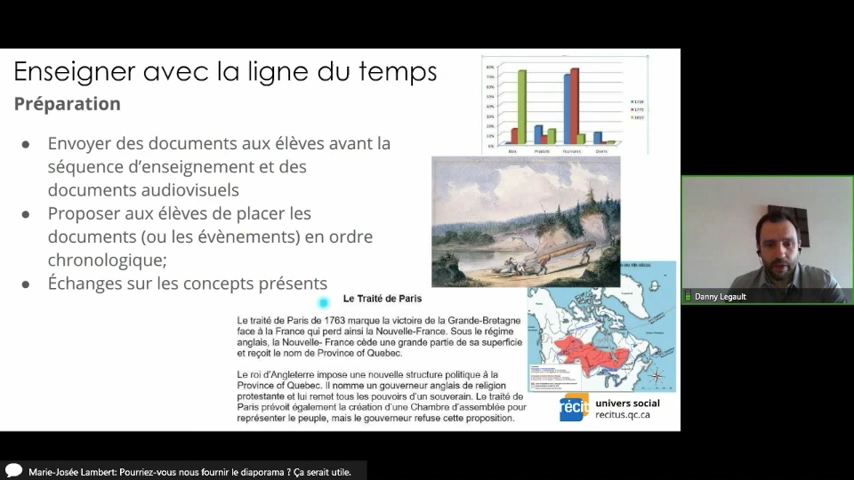 Enseigner avec la ligne du temps
Préparation
● Envoyer des documents aux élèves avant la
séquence d'enseignement et des
documents audiovisuels
● Proposer aux élèves de placer les
documents (ou les évènements) en ordre
chronologique;
● Échanges sur les concepts présents
Le Traité de Paris
Le traité de Paris de 1763 marque la victoire de la Grande-Bretagne
face à la France qui perd ainsi la Nouvelle-France. Sous le régime
anglais, la Nouvelle- France cède une grande partie de sa superficie
et reçoit le nom de Province of Quebec.
Le roi d'Angleterre impose une nouvelle structure politique à la
Province of Quebec. Il nomme un gouverneur anglais de religion
protestante et lui remet tous les pouvoirs d'un souverain. Le traité de
Paris prévoit également la création d'une Chambre d'assemblée pour
représenter le peuple, mais le gouverneur refuse cette proposition.
récit
univers social
recitus.qc.ca
Danny Legault
Marie-Josée Lambert: Pourriez-vous nous fournir le diaporama ? Ça serait utile.